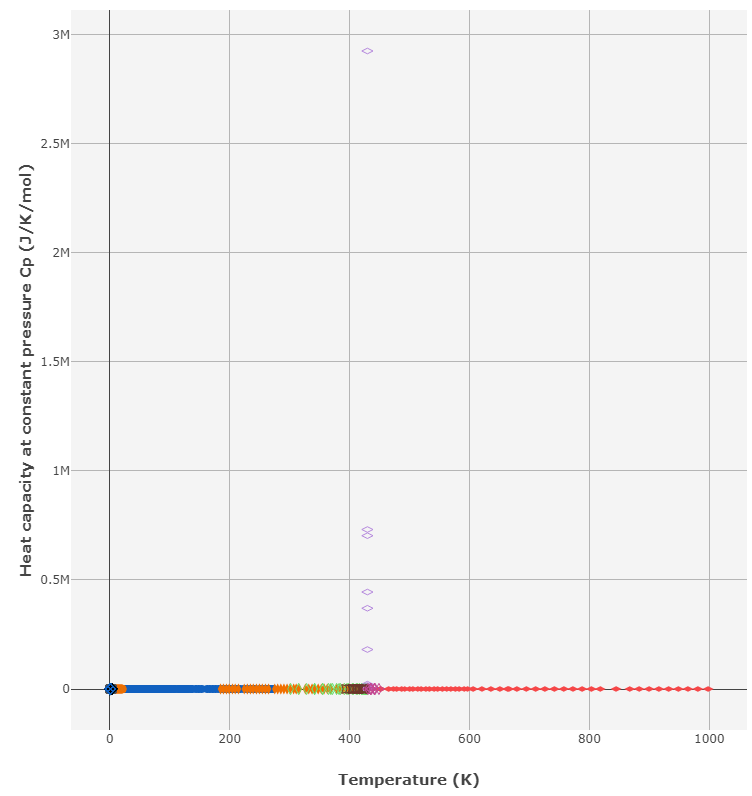 3M
2.5M
2M
1.5M
1M
0.5M
0
Heat capacity at constant pressure Cp (J/K/mol)
0 200 400 600 800 1000
Temperature (K)